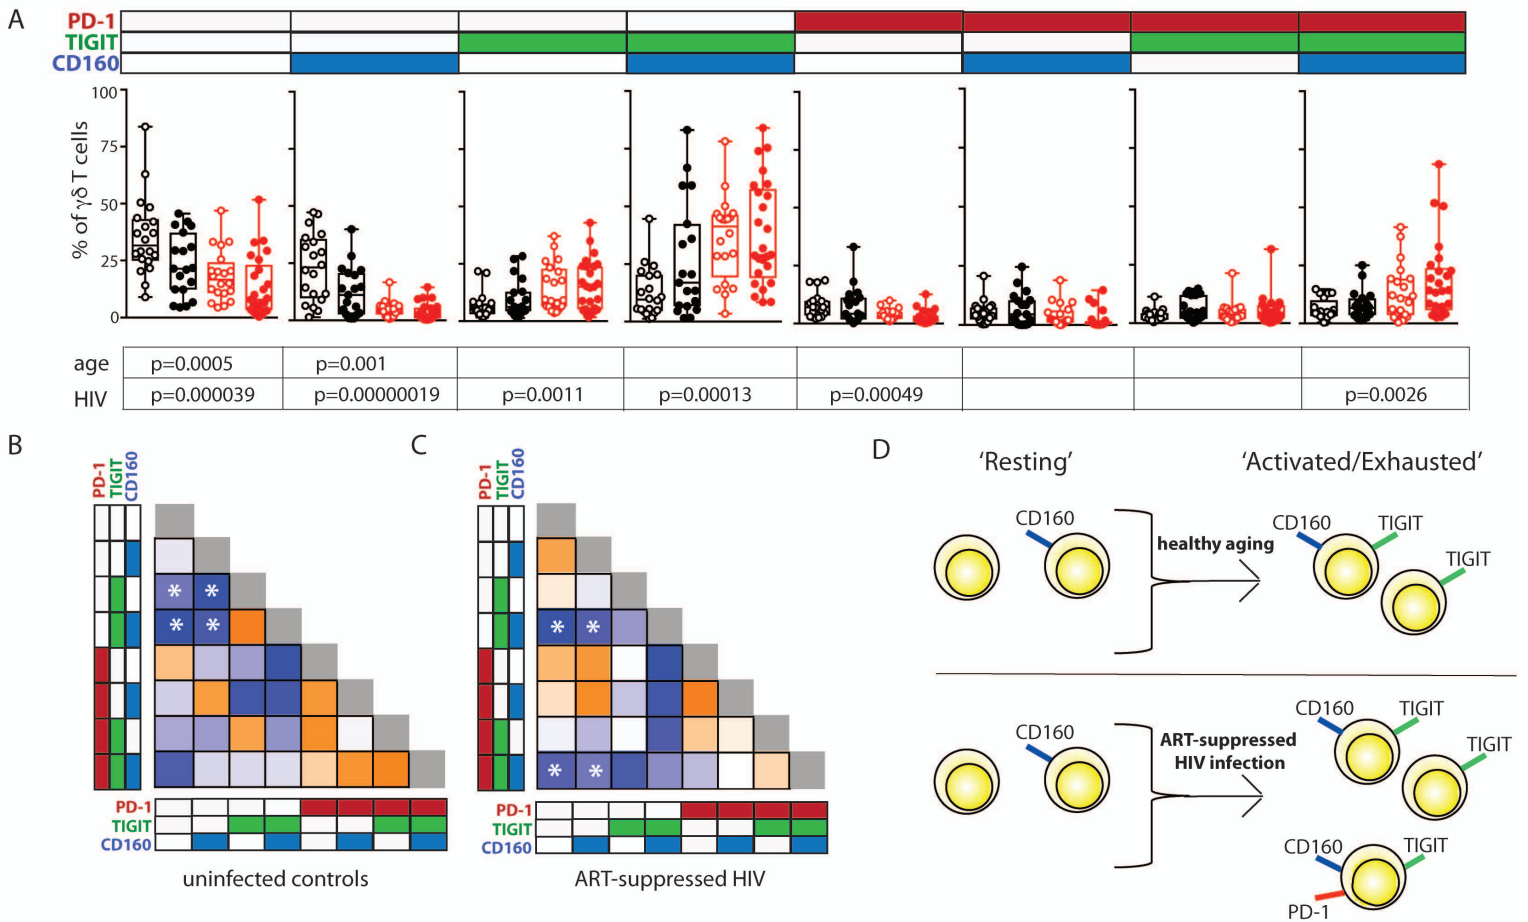 A
PD-1
TIGIT
CD160
100
75
50
25
0
% of γδ T cells
age p=0.0005 p=0.001
HIV p=0.000039 p=0.00000019 p=0.0011 p=0.00013 p=0.00049 p=0.0026
B
PD-1
TIGIT
CD160
* *
* *
PD-1
TIGIT
CD160
uninfected controls
C
PD-1
TIGIT
CD160
* *
* *
PD-1
TIGIT
CD160
ART-suppressed HIV
D
'Resting' 'Activated/Exhausted'
CD160
healthy aging
CD160 TIGIT
TIGIT
CD160
ART-suppressed
HIV infection
CD160 TIGIT
TIGIT
CD160 TIGIT
PD-1